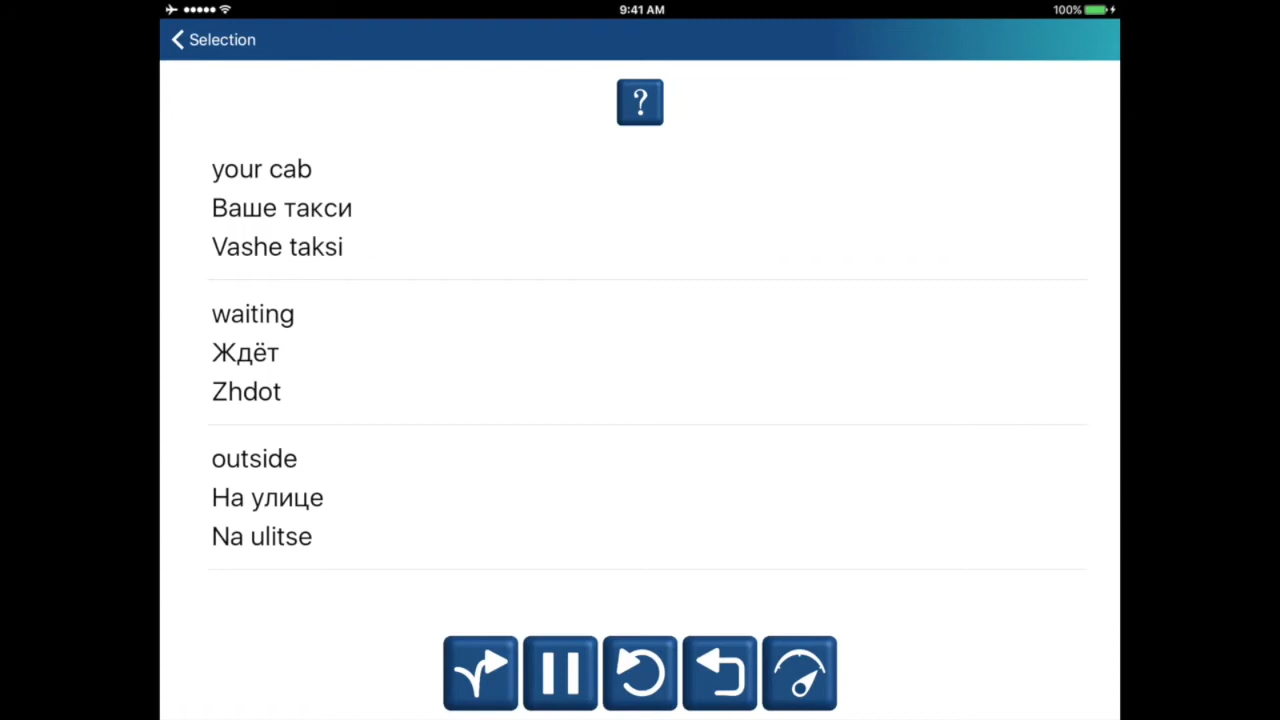 9:41 AM
100%
Selection
?
your cab
Ваше такси
Vashe taksi
waiting
Ждёт
Zhdot
outside
На улице
Na ulitse